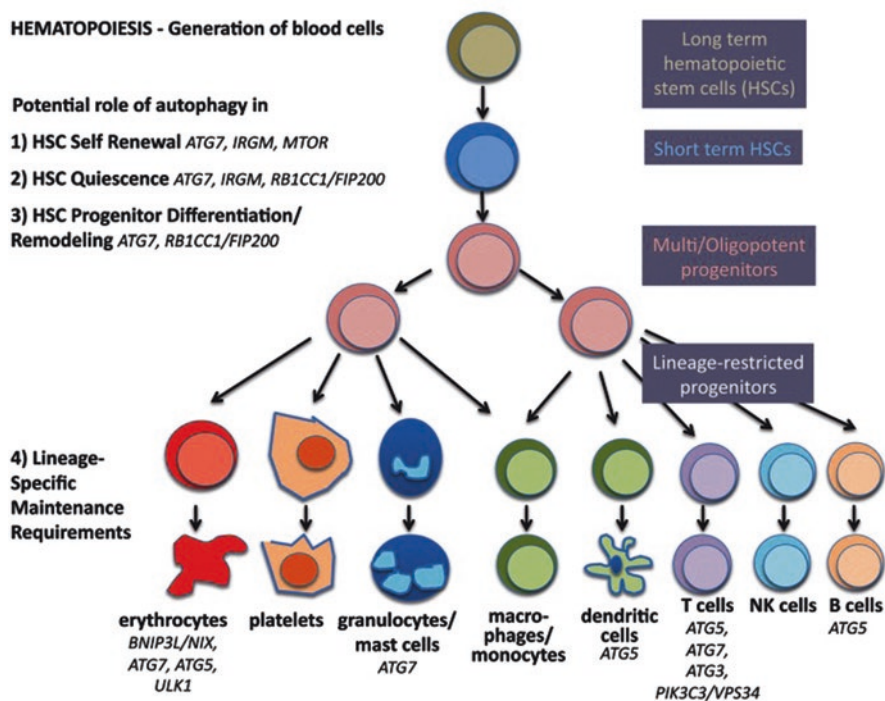 HEMATOPOIESIS - Generation of blood cells
Long term
hematopoietic
stem cells (HSCs)
Potential role of autophagy in
1) HSC Self Renewal ATG7, IRGM, MTOR
Short term HSCs
2) HSC Quiescence ATG7, IRGM, RB1CC1/FIP200
3) HSC Progenitor Differentiation/
Remodeling ATG7, RB1CC1/FIP200
Multi/Oligopotent
progenitors
Lineage-restricted
progenitors
4) Lineage-
Specific
Maintenance
Requirements
erythrocytes
BNIP3L/NIX,
ATG7, ATG5,
ULK1
platelets
granulocytes/
mast cells
ATG7
macro-
phages/
monocytes
dendritic
cells
ATG5
T cells
ATG5,
ATG7,
ATG3,
PIK3C3/VPS34
NK cells
B cells
ATG5